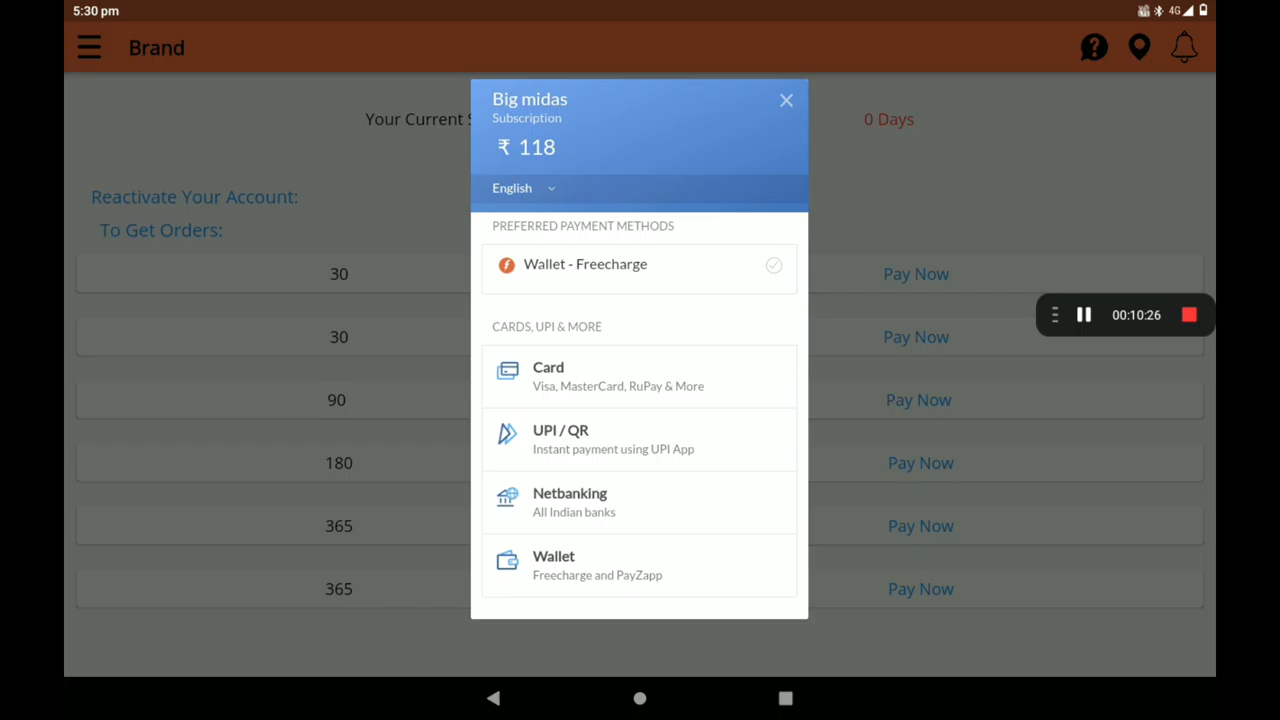 5:30 pm
4G
Brand
Big midas
Subscription
₹ 118
English
Your Current S
0 Days
Reactivate Your Account:
To Get Orders:
PREFERRED PAYMENT METHODS
Wallet - Freecharge
30 Pay Now
CARDS, UPI & MORE
00:10:26
30 Pay Now
Card
Visa, MasterCard, RuPay & More
90 Pay Now
UPI / QR
Instant payment using UPI App
180 Pay Now
Netbanking
All Indian banks
365 Pay Now
Wallet
Freecharge and PayZapp
365 Pay Now